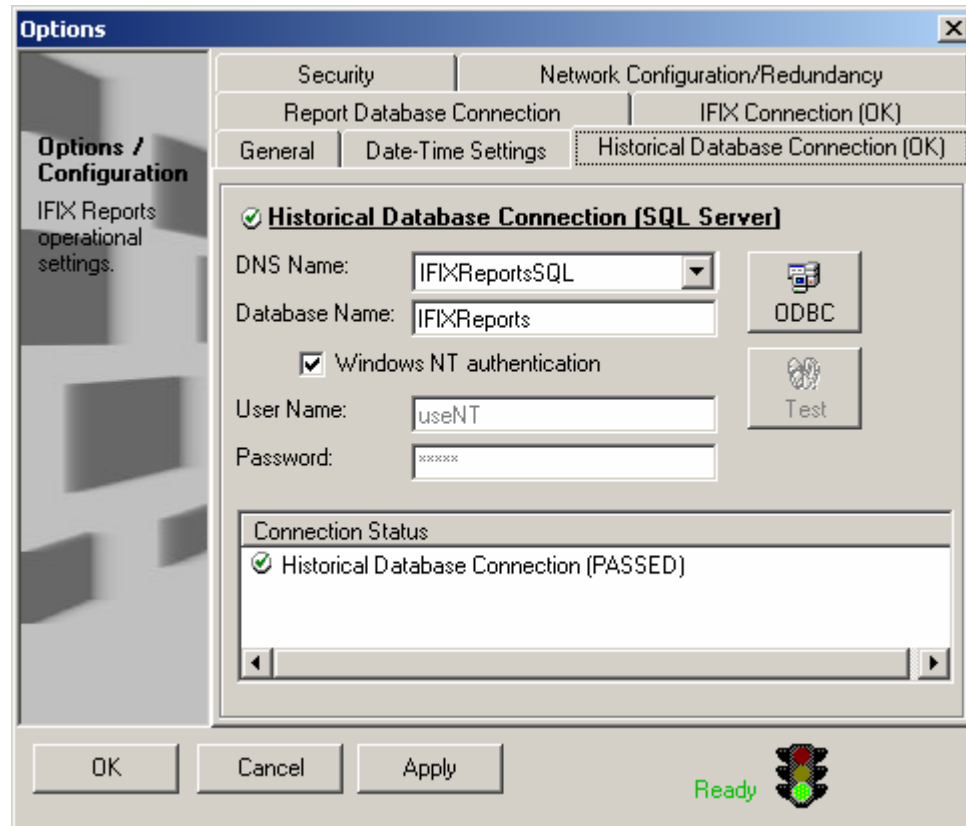 Options
Options /
Configuration
IFIX Reports
operational
settings.
Security
Network Configuration/Redundancy
Report Database Connection
IFIX Connection (OK)
General
Date-Time Settings
Historical Database Connection (OK)
Historical Database Connection (SQL Server)
DNS Name:
IFIXReportsSQL
ODBC
Database Name:
IFIXReports
Windows NT authentication
Test
User Name:
useNT
Password:
xxxxx
Connection Status
Historical Database Connection (PASSED)
OK
Cancel
Apply
Ready